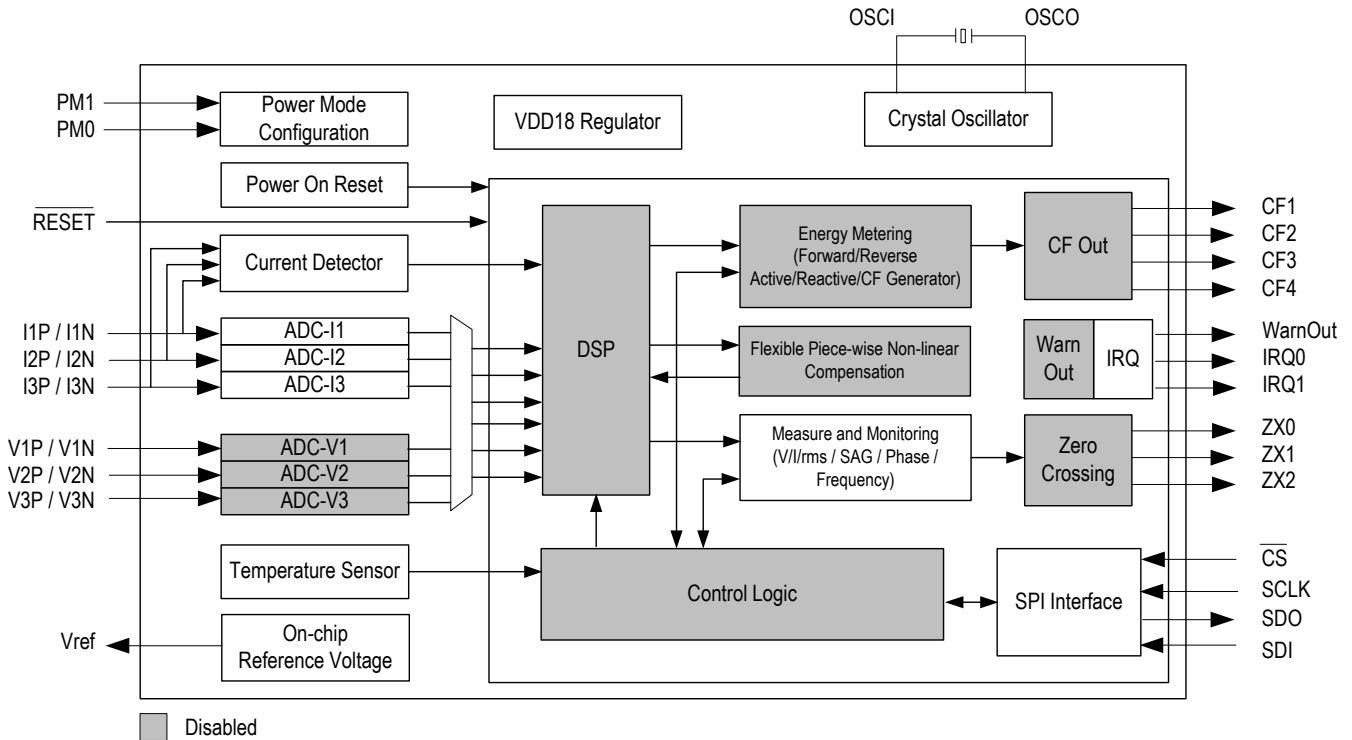 OSCI
OSCO
PM1
PM0
Power Mode
Configuration
VDD18 Regulator
Crystal Oscillator
Power On Reset
RESET
Current Detector
I1P / I1N
I2P / I2N
I3P / I3N
ADC-I1
ADC-I2
ADC-I3
V1P / V1N
V2P / V2N
V3P / V3N
ADC-V1
ADC-V2
ADC-V3
Temperature Sensor
Vref
On-chip
Reference Voltage
DSP
Energy Metering
(Forward/Reverse
Active/Reactive/CF Generator)
CF Out
CF1
CF2
CF3
CF4
Flexible Piece-wise Non-linear
Compensation
Warn
Out
IRQ
WarnOut
IRQ0
IRQ1
Measure and Monitoring
(V/I/rms / SAG / Phase /
Frequency)
Zero
Crossing
ZX0
ZX1
ZX2
Control Logic
SPI Interface
CS
SCLK
SDO
SDI
Disabled